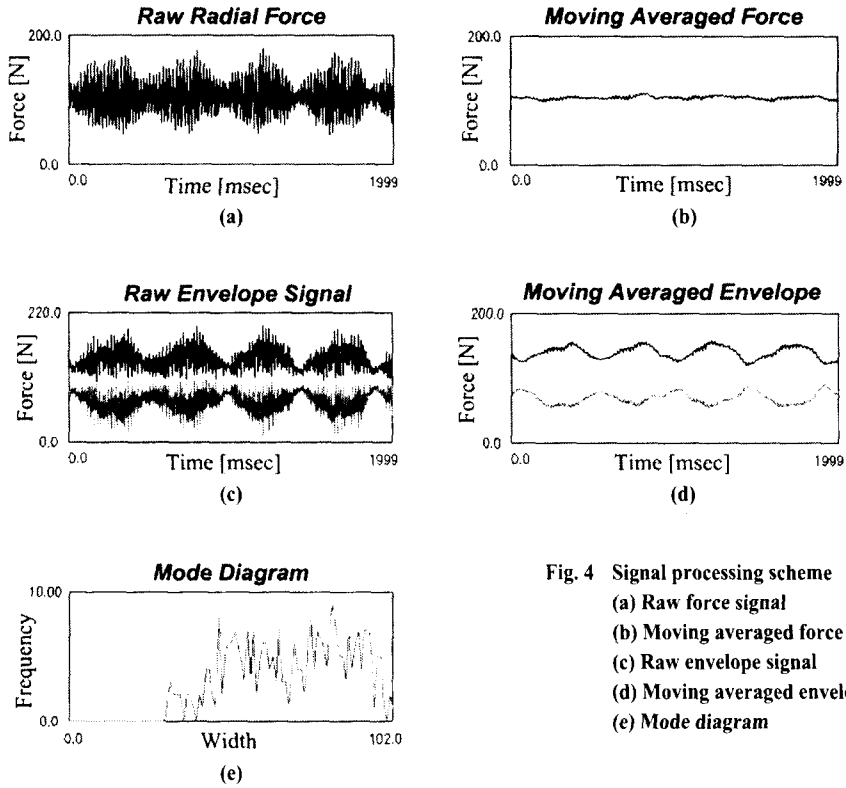 Raw Radial Force
200.0
Force [N]
0.0
0.0
Time [msec]
1999
(a)
Moving Averaged Force
200.0
Force [N]
0.0
0.0
Time [msec]
1999
(b)
Raw Envelope Signal
220.0
Force [N]
0.0
0.0
Time [msec]
1999
(c)
Moving Averaged Envelope
200.0
Force [N]
0.0
0.0
Time [msec]
1999
(d)
Mode Diagram
10.00
Frequency
0.0
0.0
Width
102.0
(e)
Fig. 4 Signal processing scheme
(a) Raw force signal
(b) Moving averaged force
(c) Raw envelope signal
(d) Moving averaged envel
(e) Mode diagram